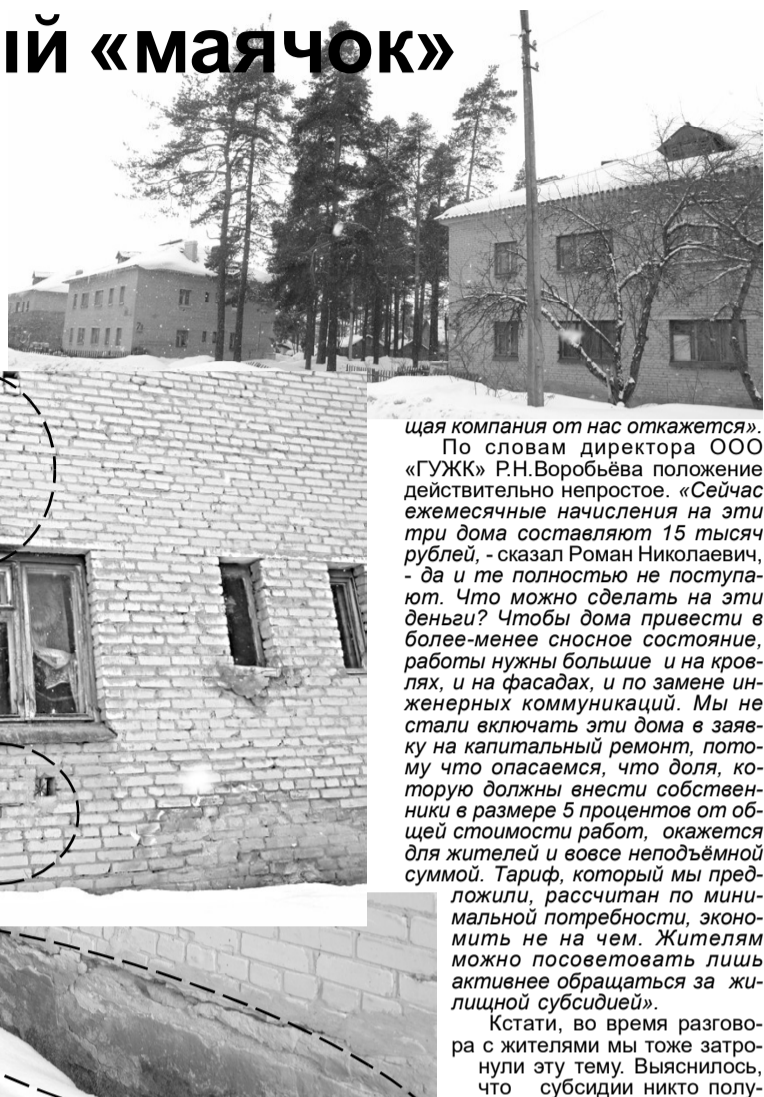 ый «маячок»
щая компания от нас откажется».
По словам директора ООО
«ГУЖК» Р.Н.Воробьёва положение
действительно непростое. «Сейчас
ежемесячные начисления на эти
три дома составляют 15 тысяч
рублей, - сказал Роман Николаевич,
- да и те полностью не поступа-
ют. Что можно сделать на эти
деньги? Чтобы дома привести в
более-менее сносное состояние,
работы нужны большие и на кров-
лях, и на фасадах, и по замене ин-
женерных коммуникаций. Мы не
стали включать эти дома в заяв-
ку на капитальный ремонт, пото-
му что опасаемся, что доля, ко-
торую должны внести собствен-
ники в размере 5 процентов от об-
щей стоимости работ, окажется
для жителей и вовсе неподъёмной
суммой. Тариф, который мы пред-
ложили, рассчитан по мини-
мальной потребности, эконо-
мить не на чем. Жителям
можно посоветовать лишь
активнее обращаться за жи-
лищной субсидией».
Кстати, во время разгово-
ра с жителями мы тоже затро-
нули эту тему. Выяснилось,
что субсидии никто полу-